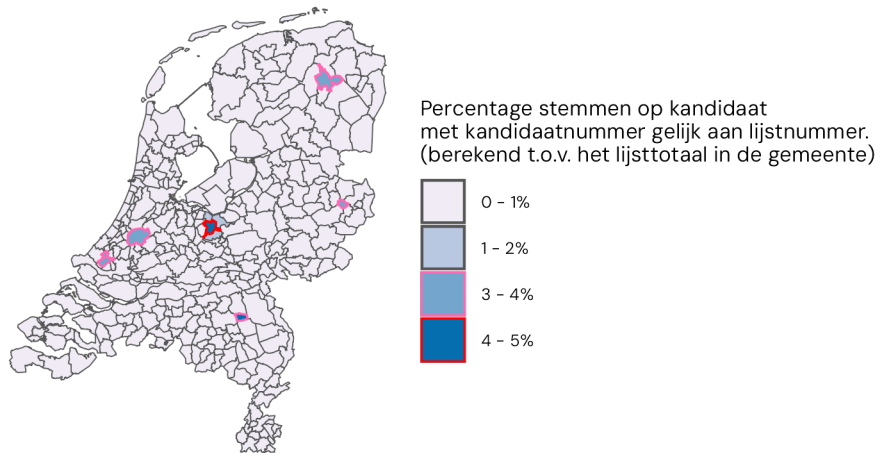 Percentage stemmen op kandidaat
met kandidaatnummer gelijk aan lijstnummer.
(berekend t.o.v. het lijsttotaal in de gemeente)
0 - 1%
1 - 2%
3 - 4%
4 - 5%